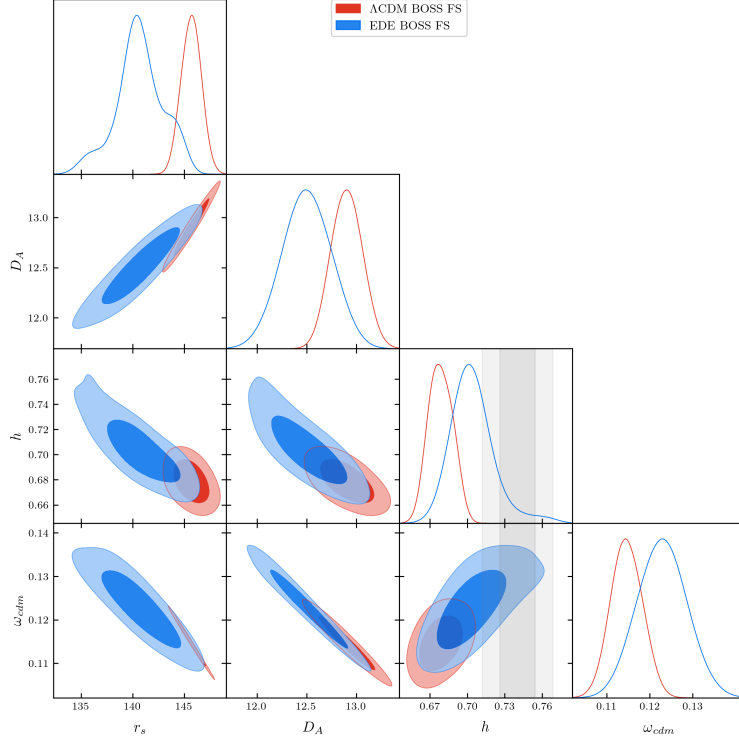 ΛCDM BOSS FS
EDE BOSS FS
13.0
12.5
12.0
D_A
0.76
0.74
0.72
0.70
0.68
0.66
h
0.14
0.13
0.12
0.11
ω_cdm
135 140 145
12.0 12.5 13.0
0.67 0.70 0.73 0.76
0.11 0.12 0.13
r_s
D_A
h
ω_cdm